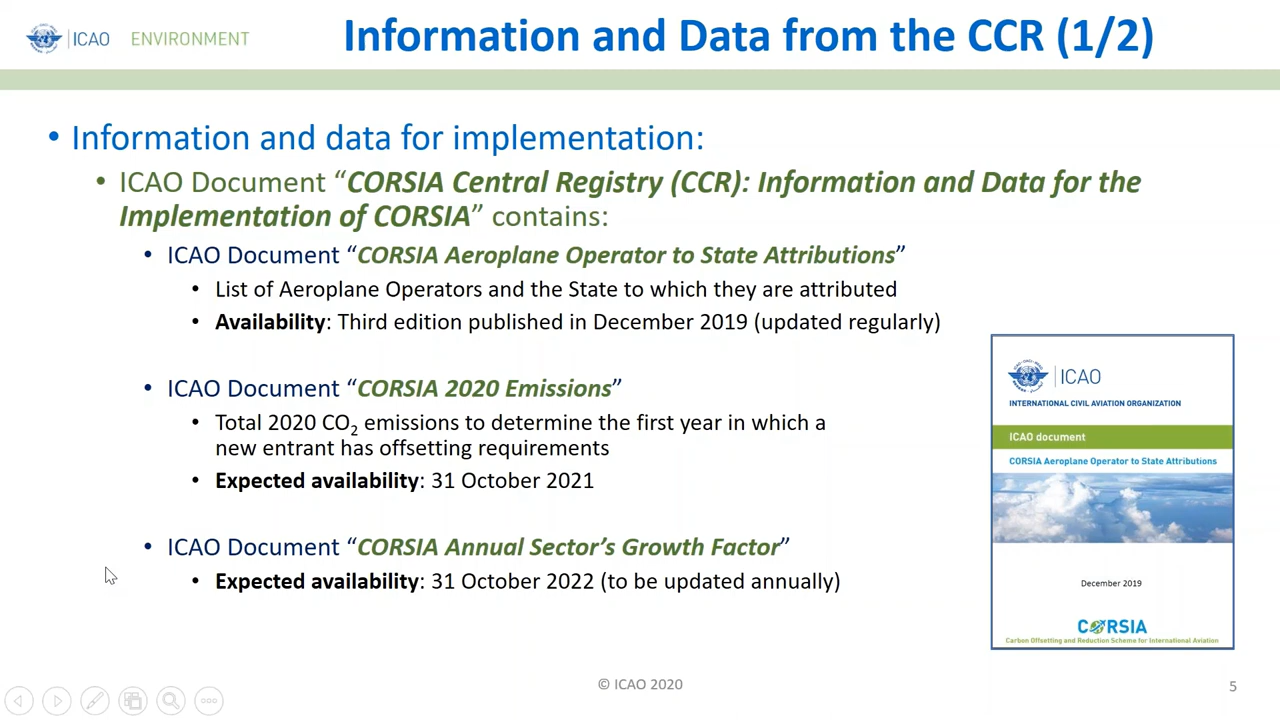 ICAO ENVIRONMENT
Information and Data from the CCR (1/2)
• Information and data for implementation:
• ICAO Document “CORSIA Central Registry (CCR): Information and Data for the
Implementation of CORSIA” contains:
• ICAO Document “CORSIA Aeroplane Operator to State Attributions”
• List of Aeroplane Operators and the State to which they are attributed
• Availability: Third edition published in December 2019 (updated regularly)
• ICAO Document “CORSIA 2020 Emissions”
• Total 2020 CO₂ emissions to determine the first year in which a
new entrant has offsetting requirements
• Expected availability: 31 October 2021
• ICAO Document “CORSIA Annual Sector’s Growth Factor”
• Expected availability: 31 October 2022 (to be updated annually)
ICAO
INTERNATIONAL CIVIL AVIATION ORGANIZATION
ICAO document
CORSIA Aeroplane Operator to State Attributions
December 2019
CORSIA
Carbon Offsetting and Reduction Scheme for International Aviation
© ICAO 2020
5